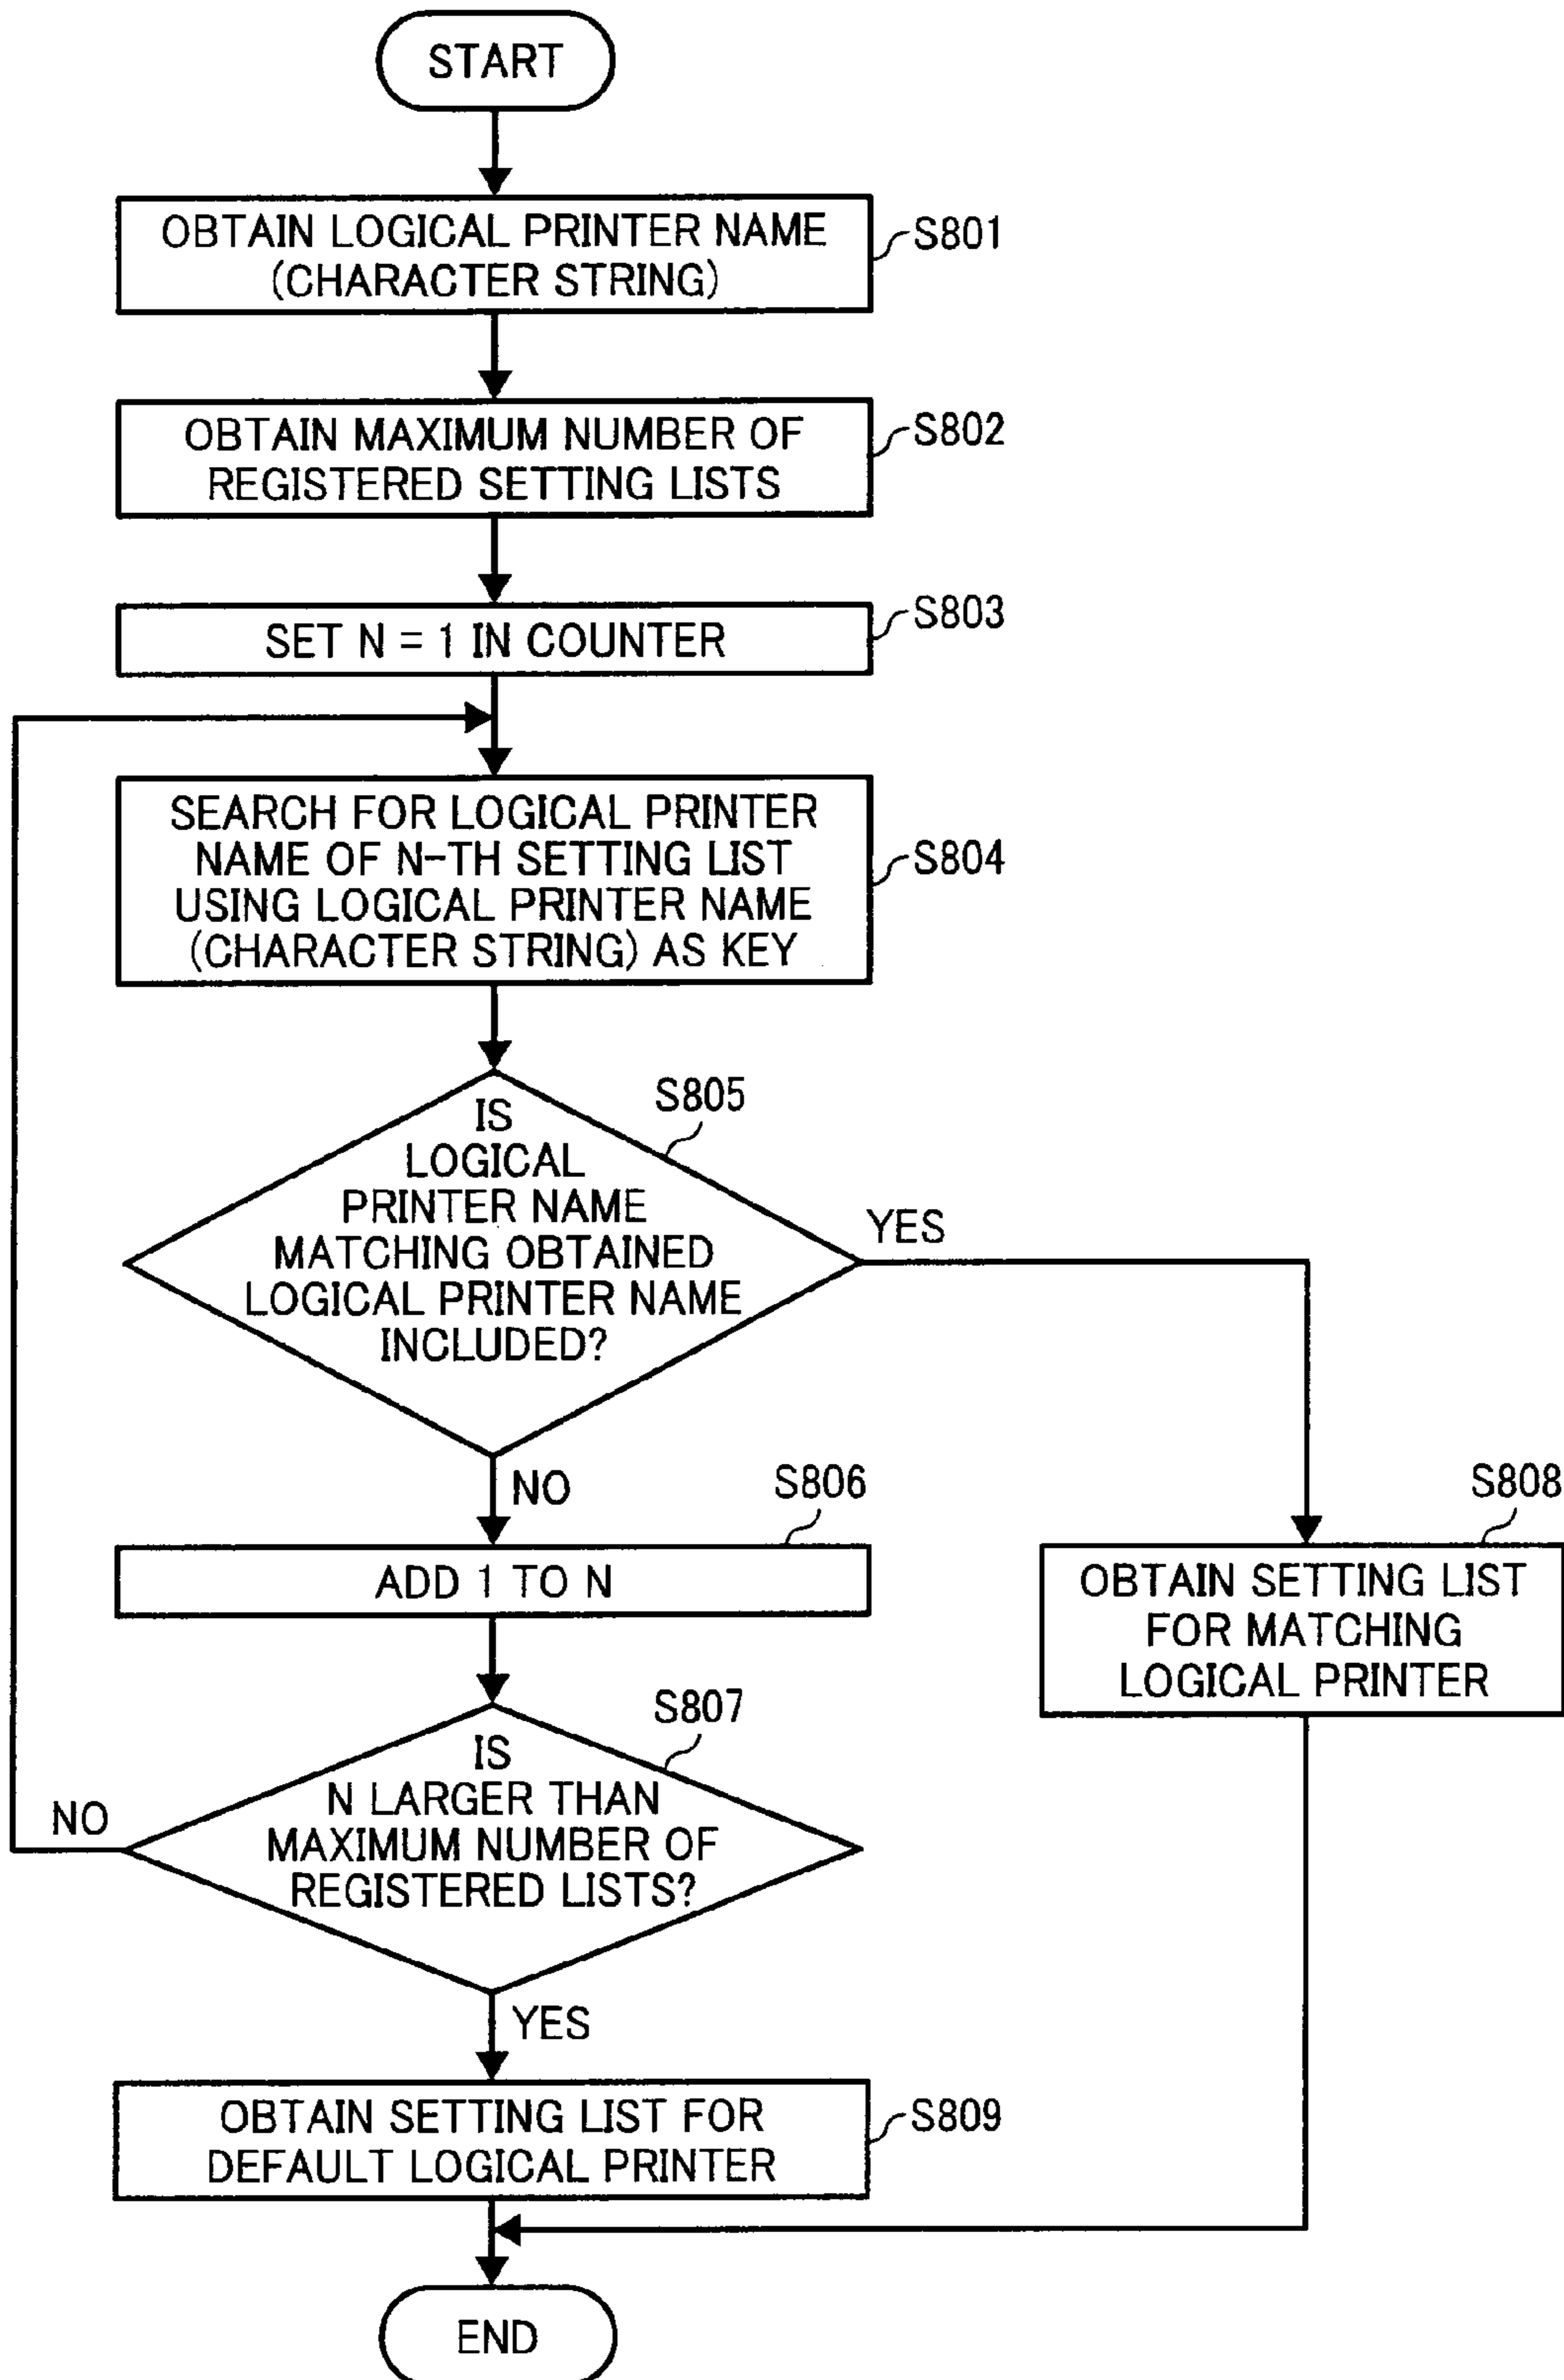 START
OBTAIN LOGICAL PRINTER NAME
(CHARACTER STRING)
S801
OBTAIN MAXIMUM NUMBER OF
REGISTERED SETTING LISTS
S802
SET N = 1 IN COUNTER
S803
SEARCH FOR LOGICAL PRINTER
NAME OF N-TH SETTING LIST
USING LOGICAL PRINTER NAME
(CHARACTER STRING) AS KEY
S804
S805
IS
LOGICAL
PRINTER NAME
MATCHING OBTAINED
LOGICAL PRINTER NAME
INCLUDED?
YES
NO
S806
ADD 1 TO N
S808
OBTAIN SETTING LIST
FOR MATCHING
LOGICAL PRINTER
S807
IS
N LARGER THAN
MAXIMUM NUMBER OF
REGISTERED LISTS?
NO
YES
OBTAIN SETTING LIST FOR
DEFAULT LOGICAL PRINTER
S809
END